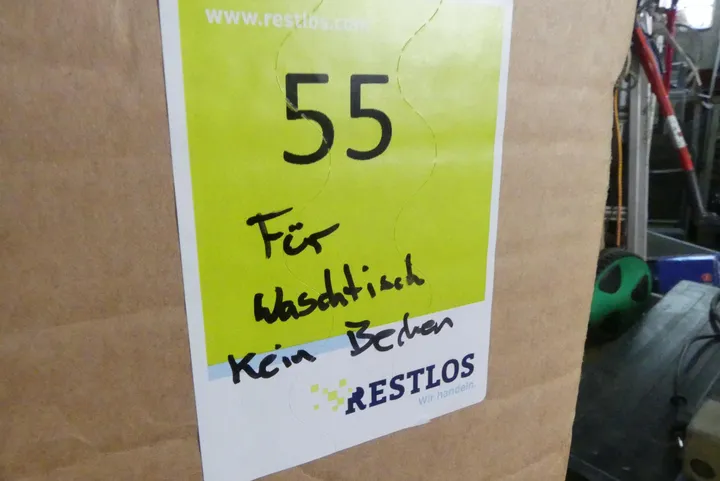 www.restlos.com
55
Für
Waschtisch
Kein Becken
RESTLOS
Wir handeln.